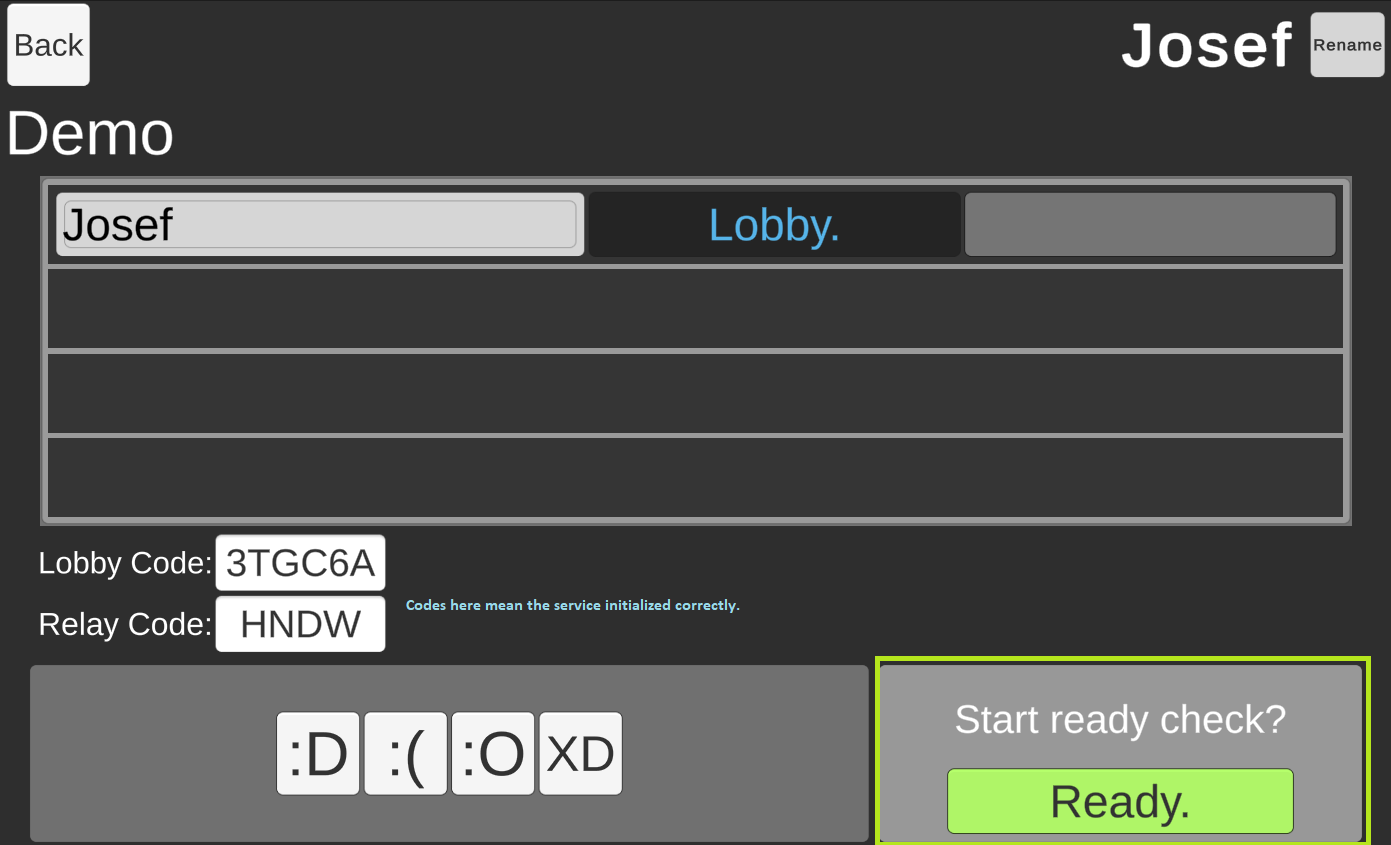 Back
Josef
Rename
Demo
Josef
Lobby.
Lobby Code: 3TGC6A
Relay Code: HNDW
Codes here mean the service initialized correctly.
:D
:(
:O
XD
Start ready check?
Ready.